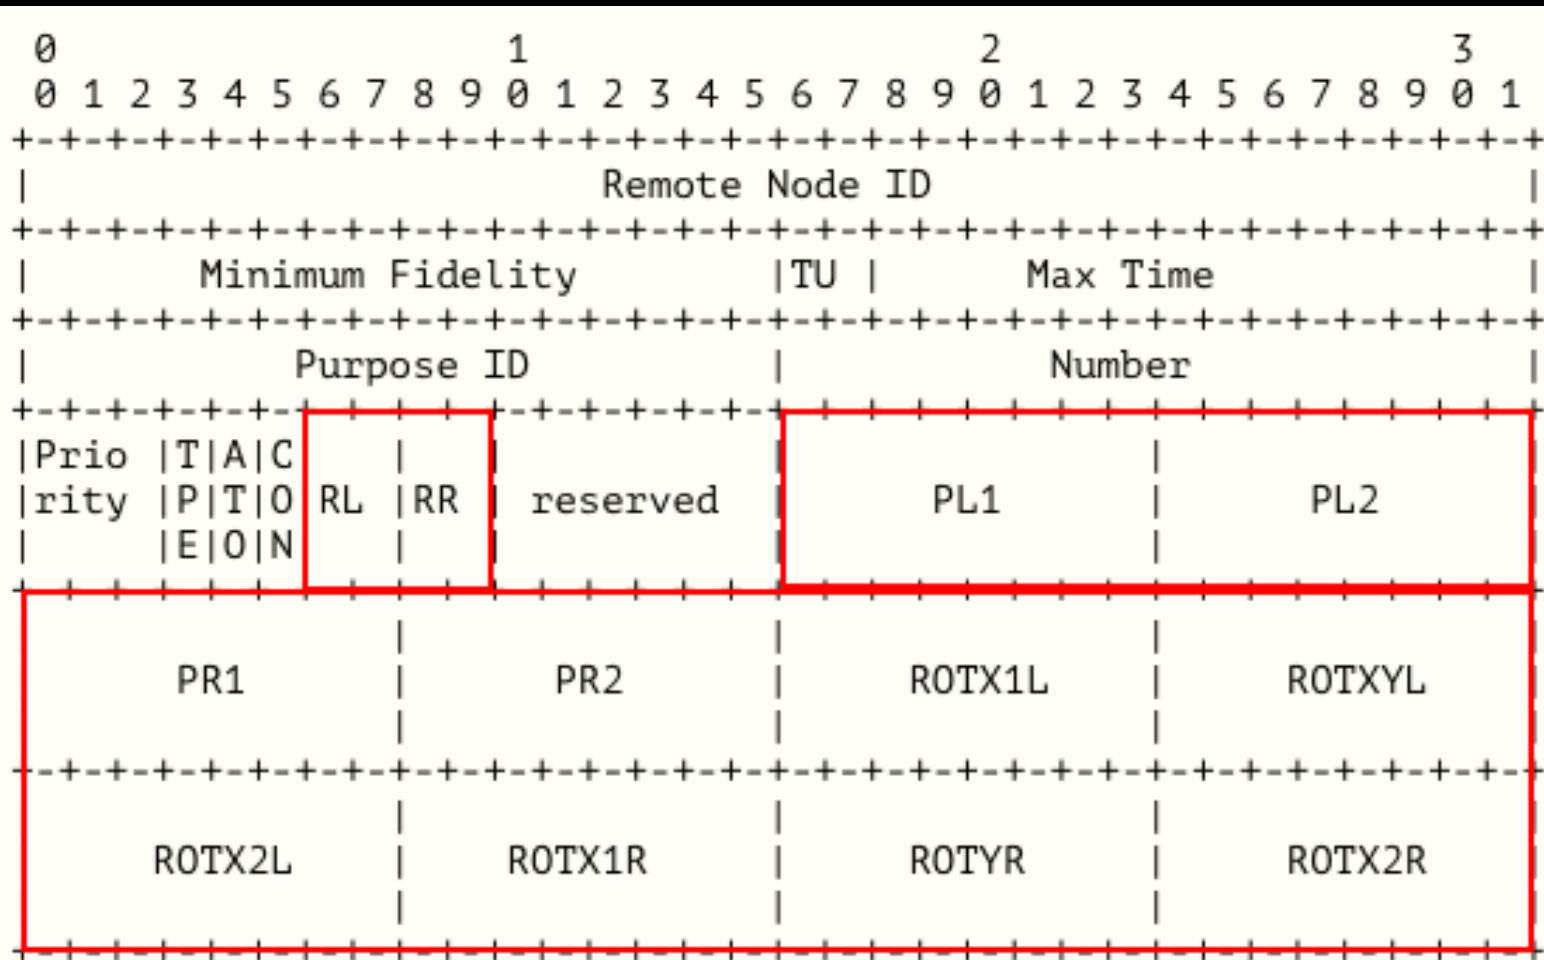 0                   1                   2                   3
 0 1 2 3 4 5 6 7 8 9 0 1 2 3 4 5 6 7 8 9 0 1 2 3 4 5 6 7 8 9 0 1
+-+-+-+-+-+-+-+-+-+-+-+-+-+-+-+-+-+-+-+-+-+-+-+-+-+-+-+-+-+-+-+-+
|                        Remote Node ID                         |
+-+-+-+-+-+-+-+-+-+-+-+-+-+-+-+-+-+-+-+-+-+-+-+-+-+-+-+-+-+-+-+-+
|       Minimum Fidelity        |TU |      Max Time             |
+-+-+-+-+-+-+-+-+-+-+-+-+-+-+-+-+-+-+-+-+-+-+-+-+-+-+-+-+-+-+-+-+
|           Purpose ID          |           Number              |
+-+-+-+-+-+-+-+-+-+-+-+-+-+-+-+-+-+-+-+-+-+-+-+-+-+-+-+-+-+-+-+-+
|Prio |T|A|C|   |   |           |               |               |
|rity |P|T|O|RL |RR | reserved  |      PL1      |      PL2      |
|     |E|O|N|   |   |           |               |               |
+-+-+-+-+-+-+-+-+-+-+-+-+-+-+-+-+-+-+-+-+-+-+-+-+-+-+-+-+-+-+-+-+
|               |               |               |               |
|      PR1      |      PR2      |     ROTX1L    |     ROTXYL    |
|               |               |               |               |
+-+-+-+-+-+-+-+-+-+-+-+-+-+-+-+-+-+-+-+-+-+-+-+-+-+-+-+-+-+-+-+-+
|               |               |               |               |
|     ROTX2L    |    ROTX1R     |     ROTYR     |     ROTX2R    |
|               |               |               |               |
+-+-+-+-+-+-+-+-+-+-+-+-+-+-+-+-+-+-+-+-+-+-+-+-+-+-+-+-+-+-+-+-+